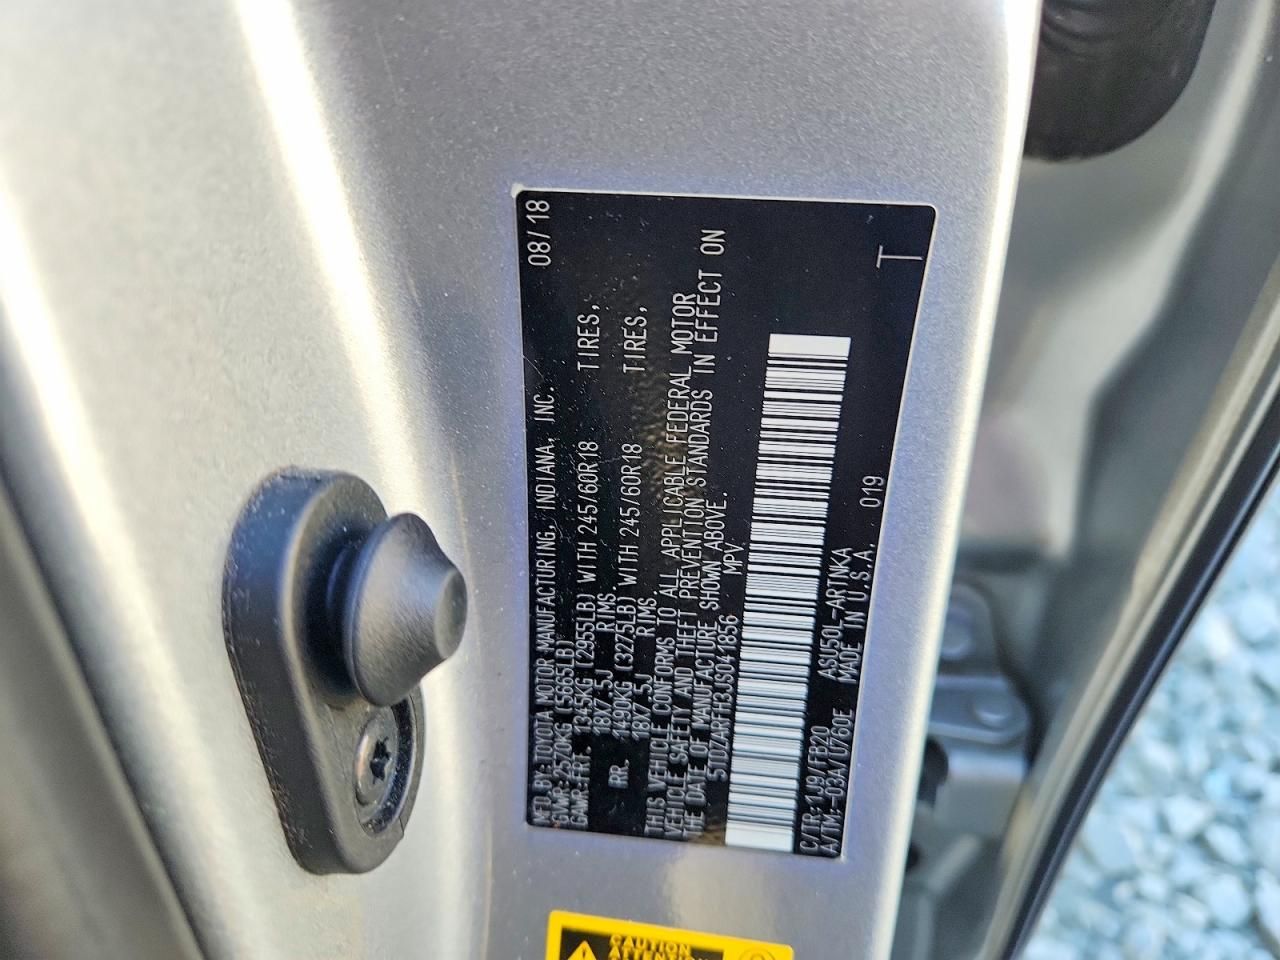 MFD.BY:TOYOTA MOTOR MANUFACTURING, INDIANA, INC. 08/18
GVWR:2570KG (5665LB)
GAWR:FRT. 1345KG (2955LB) WITH 245/60R18 TIRES,
18X7.5J RIMS
RR. 1490KG (3275LB) WITH 245/60R18 TIRES,
18X7.5J RIMS
THIS VEHICLE CONFORMS TO ALL APPLICABLE FEDERAL MOTOR
VEHICLE SAFETY AND THEFT PREVENTION STANDARDS IN EFFECT ON
THE DATE OF MANUFACTURE SHOWN ABOVE.
5TDZARFH3JS041856 MPV
C/TR:1J9/FB20 ASU50L-ARTNKA
A/TM:-03A/U760E MADE IN U.S.A. 019 T
CAUTION
ATTENTION